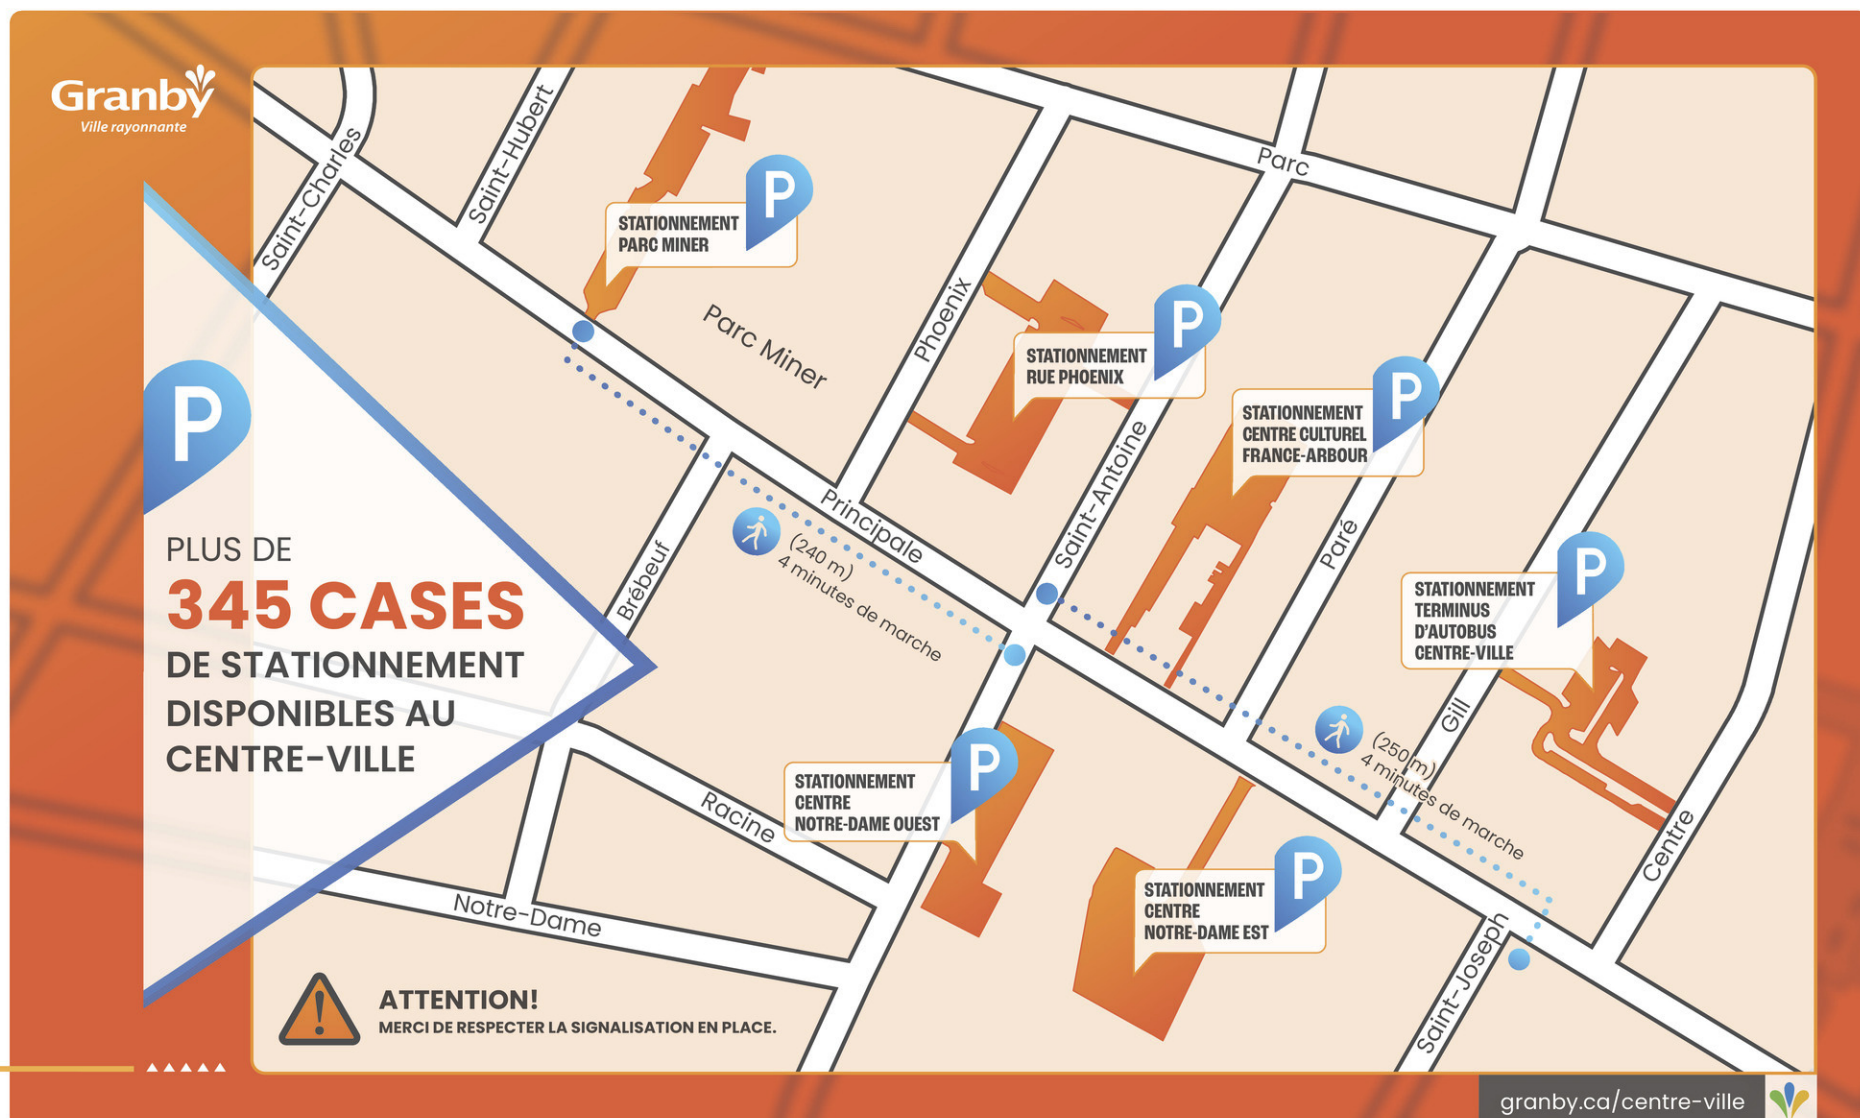 Granby
Ville rayonnante
P
PLUS DE
345 CASES
DE STATIONNEMENT
DISPONIBLES AU
CENTRE-VILLE
Saint-Charles
Saint-Hubert
STATIONNEMENT
PARC MINER
P
Parc Miner
Phoenix
Parc
STATIONNEMENT
RUE PHOENIX
P
STATIONNEMENT
CENTRE CULTUREL
FRANCE-ARBOUR
P
Saint-Antoine
Principale
Paré
Brébeuf
(240 m)
4 minutes de marche
STATIONNEMENT
TERMINUS
D'AUTOBUS
CENTRE-VILLE
P
Gill
(250 m)
4 minutes de marche
Centre
STATIONNEMENT
CENTRE
NOTRE-DAME OUEST
P
Racine
STATIONNEMENT
CENTRE
NOTRE-DAME EST
P
Notre-Dame
Saint-Joseph
ATTENTION!
MERCI DE RESPECTER LA SIGNALISATION EN PLACE.
granby.ca/centre-ville